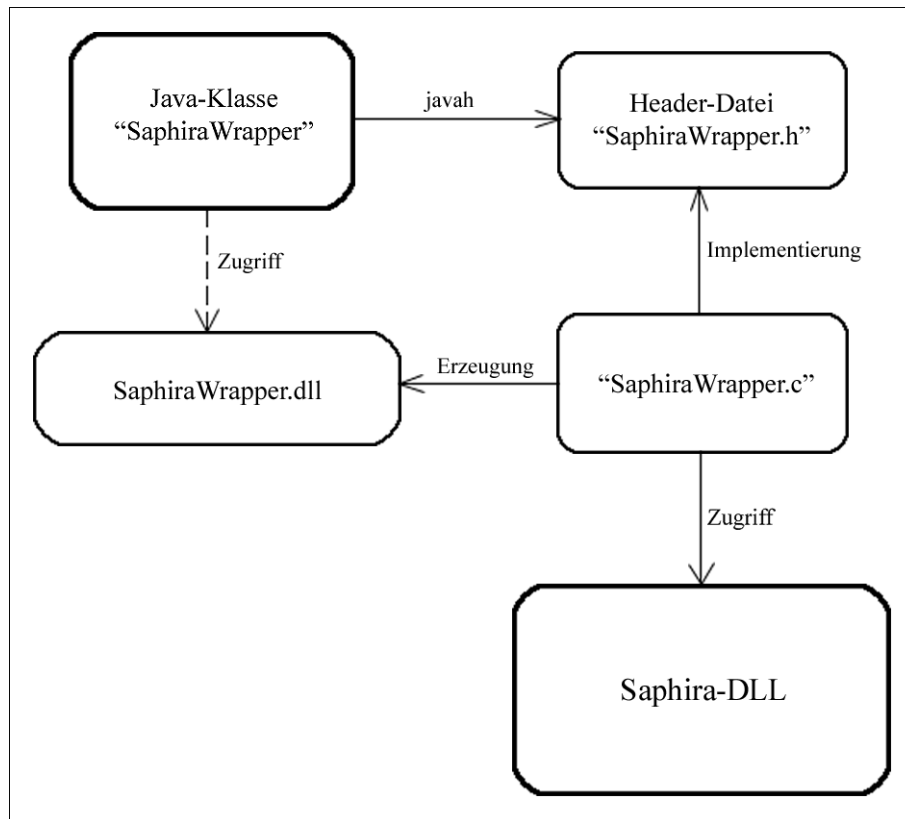 Java-Klasse
“SaphiraWrapper”
javah
Header-Datei
“SaphiraWrapper.h”
Zugriff
Implementierung
SaphiraWrapper.dll
Erzeugung
“SaphiraWrapper.c”
Zugriff
Saphira-DLL